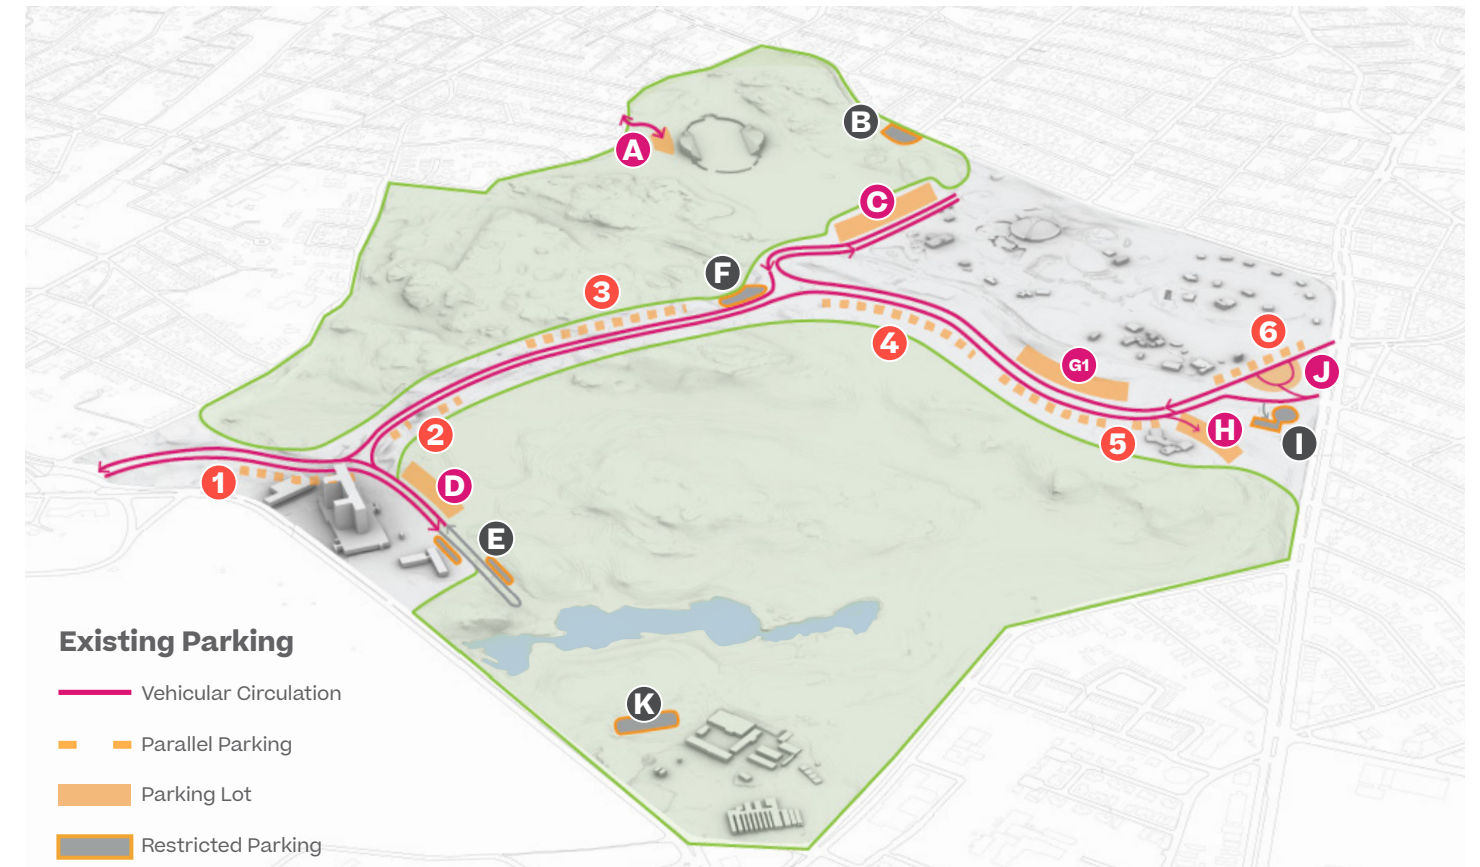 B
A
C
F
3
6
4
G1
J
2
H
5
I
1
D
E
K
Existing Parking
Vehicular Circulation
Parallel Parking
Parking Lot
Restricted Parking